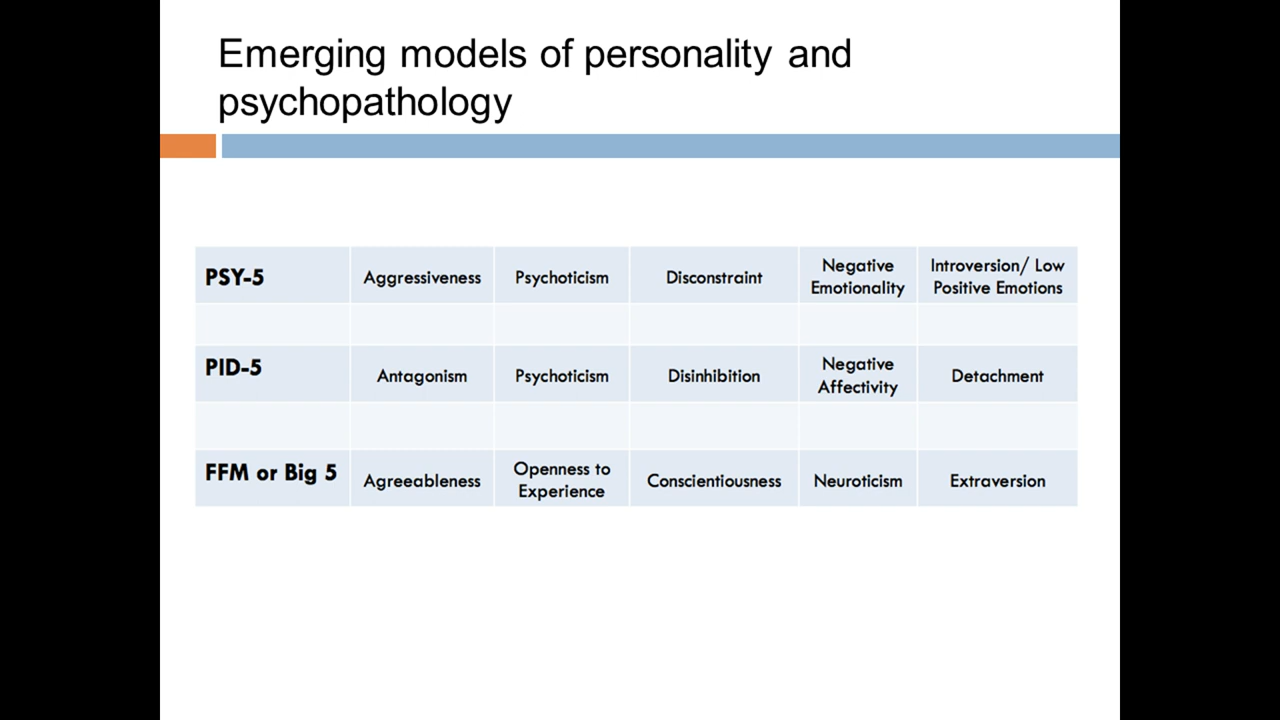 Emerging models of personality and
psychopathology
PSY-5
Aggressiveness
Psychoticism
Disconstraint
Negative
Emotionality
Introversion/ Low
Positive Emotions
PID-5
Antagonism
Psychoticism
Disinhibition
Negative
Affectivity
Detachment
FFM or Big 5
Agreeableness
Openness to
Experience
Conscientiousness
Neuroticism
Extraversion